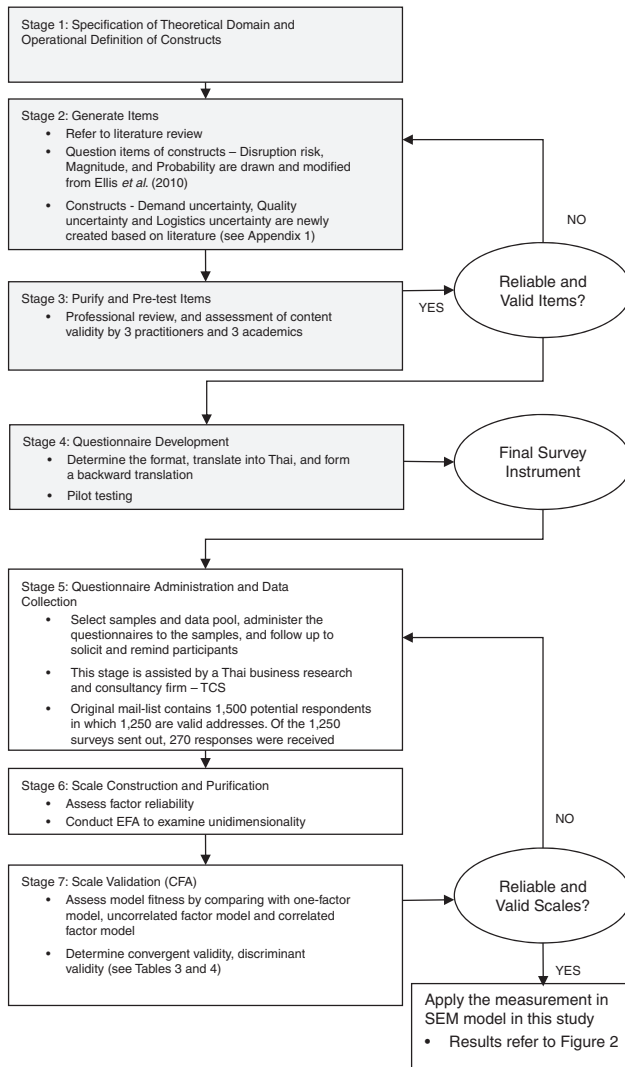 Stage 1: Specification of Theoretical Domain and
Operational Definition of Constructs
Stage 2: Generate Items
• Refer to literature review
• Question items of constructs – Disruption risk,
Magnitude, and Probability are drawn and modified
from Ellis et al. (2010)
• Constructs - Demand uncertainty, Quality
uncertainty and Logistics uncertainty are newly
created based on literature (see Appendix 1)
NO
Stage 3: Purify and Pre-test Items
• Professional review, and assessment of content
validity by 3 practitioners and 3 academics
YES
Reliable and
Valid Items?
Stage 4: Questionnaire Development
• Determine the format, translate into Thai, and form
a backward translation
• Pilot testing
Final Survey
Instrument
Stage 5: Questionnaire Administration and Data
Collection
• Select samples and data pool, administer the
questionnaires to the samples, and follow up to
solicit and remind participants
• This stage is assisted by a Thai business research
and consultancy firm – TCS
• Original mail-list contains 1,500 potential respondents
in which 1,250 are valid addresses. Of the 1,250
surveys sent out, 270 responses were received
Stage 6: Scale Construction and Purification
• Assess factor reliability
• Conduct EFA to examine unidimensionality
NO
Stage 7: Scale Validation (CFA)
• Assess model fitness by comparing with one-factor
model, uncorrelated factor model and correlated
factor model
• Determine convergent validity, discriminant
validity (see Tables 3 and 4)
Reliable and
Valid Scales?
YES
Apply the measurement in
SEM model in this study
• Results refer to Figure 2